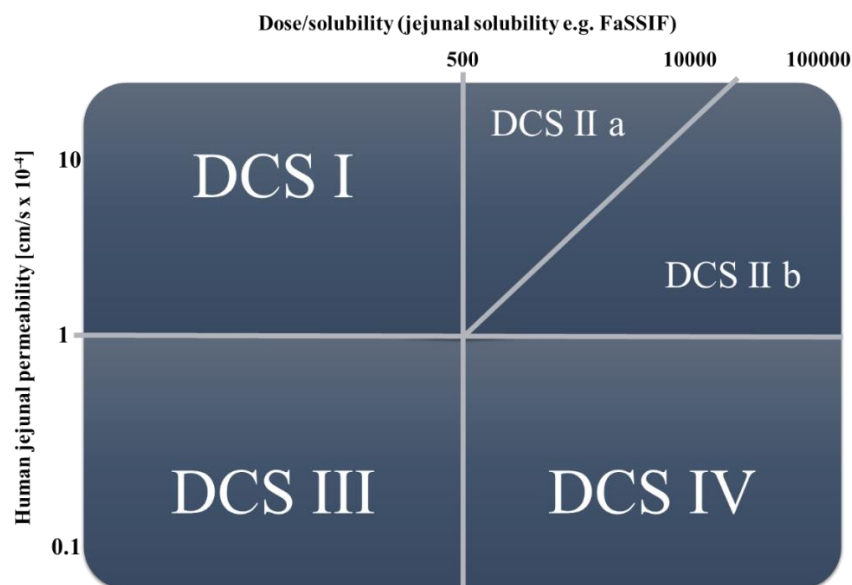 Dose/solubility (jejunal solubility e.g. FaSSIF)
500 10000 100000
DCS II a
10
DCS I
DCS II b
Human jejunal permeability [cm/s x 10⁻⁴]
1
DCS III DCS IV
0.1